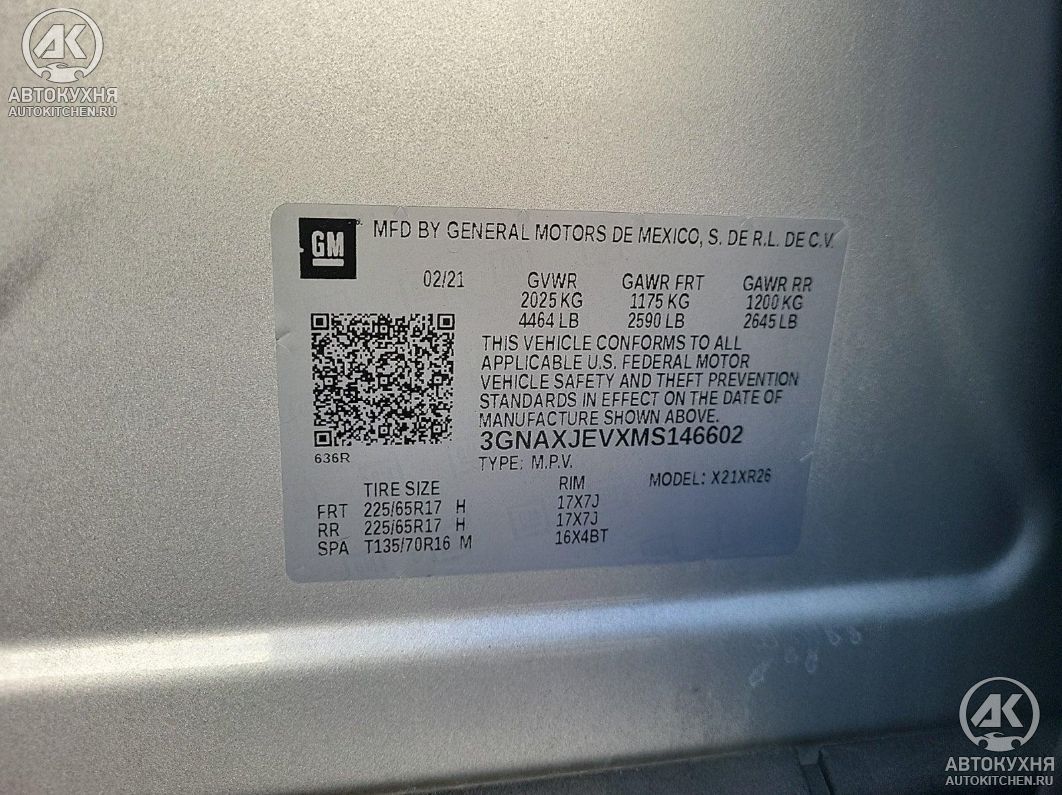 АК
АВТОКУХНЯ
AUTOKITCHEN.RU
GM
MFD BY GENERAL MOTORS DE MEXICO, S. DE R.L. DE C.V.
02/21 GVWR GAWR FRT GAWR RR
2025 KG 1175 KG 1200 KG
4464 LB 2590 LB 2645 LB
THIS VEHICLE CONFORMS TO ALL
APPLICABLE U.S. FEDERAL MOTOR
VEHICLE SAFETY AND THEFT PREVENTION
STANDARDS IN EFFECT ON THE DATE OF
MANUFACTURE SHOWN ABOVE.
3GNAXJEVXMS146602
636R
TYPE: M.P.V. MODEL: X21XR26
TIRE SIZE RIM
FRT 225/65R17 H 17X7J
RR 225/65R17 H 17X7J
SPA T135/70R16 M 16X4BT
АК
АВТОКУХНЯ
AUTOKITCHEN.RU